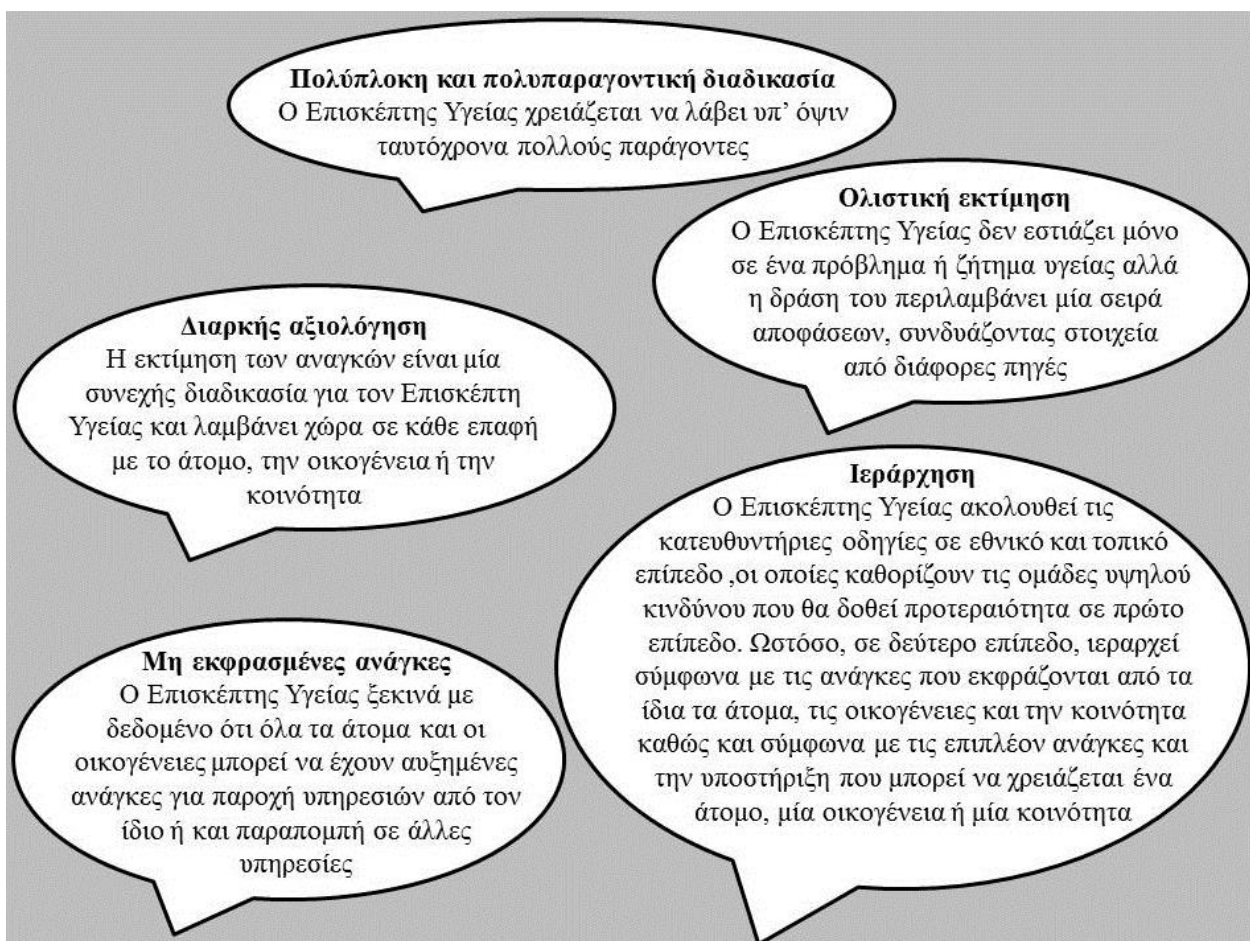 Πολύπλοκη και πολυπαραγοντική διαδικασία
Ο Επισκέπτης Υγείας χρειάζεται να λάβει υπ’ όψιν
ταυτόχρονα πολλούς παράγοντες
Ολιστική εκτίμηση
Ο Επισκέπτης Υγείας δεν εστιάζει μόνο
σε ένα πρόβλημα ή ζήτημα υγείας αλλά
η δράση του περιλαμβάνει μία σειρά
αποφάσεων, συνδυάζοντας στοιχεία
από διάφορες πηγές
Διαρκής αξιολόγηση
Η εκτίμηση των αναγκών είναι μία
συνεχής διαδικασία για τον Επισκέπτη
Υγείας και λαμβάνει χώρα σε κάθε επαφή
με το άτομο, την οικογένεια ή την
κοινότητα
Ιεράρχηση
Ο Επισκέπτης Υγείας ακολουθεί τις
κατευθυντήριες οδηγίες σε εθνικό και τοπικό
επίπεδο ,οι οποίες καθορίζουν τις ομάδες υψηλού
κινδύνου που θα δοθεί προτεραιότητα σε πρώτο
επίπεδο. Ωστόσο, σε δεύτερο επίπεδο, ιεραρχεί
σύμφωνα με τις ανάγκες που εκφράζονται από τα
ίδια τα άτομα, τις οικογένειες και την κοινότητα
καθώς και σύμφωνα με τις επιπλέον ανάγκες και
την υποστήριξη που μπορεί να χρειάζεται ένα
άτομο, μία οικογένεια ή μία κοινότητα
Μη εκφρασμένες ανάγκες
Ο Επισκέπτης Υγείας ξεκινά με
δεδομένο ότι όλα τα άτομα και οι
οικογένειες μπορεί να έχουν αυξημένες
ανάγκες για παροχή υπηρεσιών από τον
ίδιο ή και παραπομπή σε άλλες
υπηρεσίες